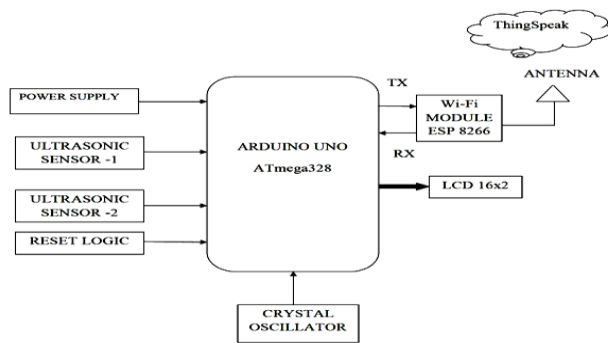 ThingSpeak
ANTENNA
POWER SUPPLY
ULTRASONIC
SENSOR -1
ULTRASONIC
SENSOR -2
RESET LOGIC
ARDUINO UNO
ATmega328
TX
Wi-Fi
MODULE
ESP 8266
RX
LCD 16x2
CRYSTAL
OSCILLATOR